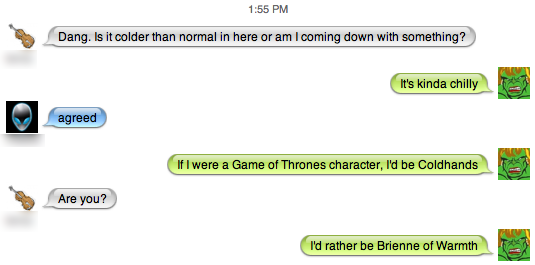 1:55 PM
Dang. Is it colder than normal in here or am I coming down with something?
It's kinda chilly
agreed
If I were a Game of Thrones character, I'd be Coldhands
Are you?
I'd rather be Brienne of Warmth